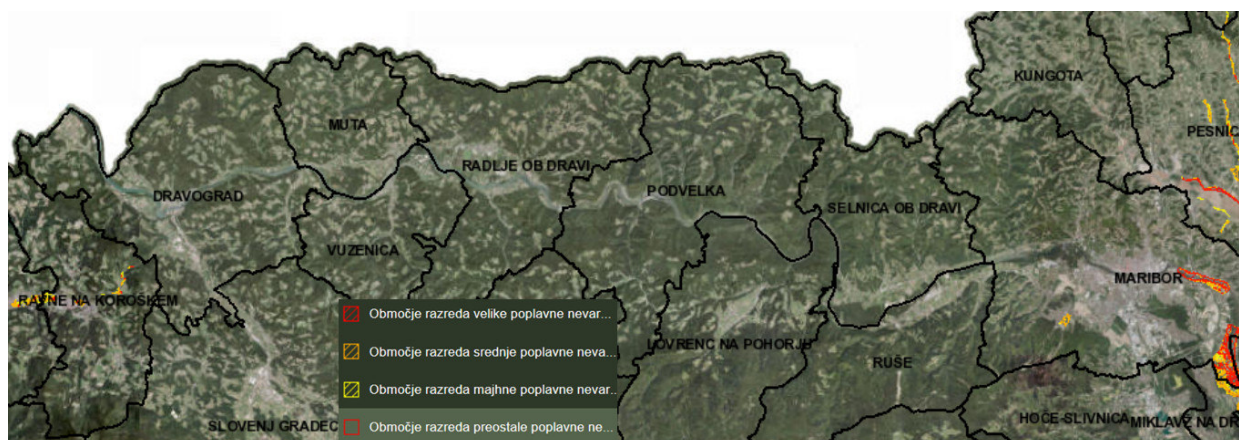 KUNGOTA
MUTA
PESNIC
RADLJE OB DRAVI
DRAVOGRAD
PODVELKA
SELNICA OB DRAVI
VUZENICA
MARIBOR
RAVNE NA KOROŠKEM
Območje razreda velike poplavne nevar...
Območje razreda srednje poplavne neva...
LOVRENC NA POHORJU
RUŠE
Območje razreda majhne poplavne nevar...
HOČE-SLIVNICA
MIKLAVŽ NA DR
SLOVENJ GRADEC
Območje razreda preostale poplavne ne...